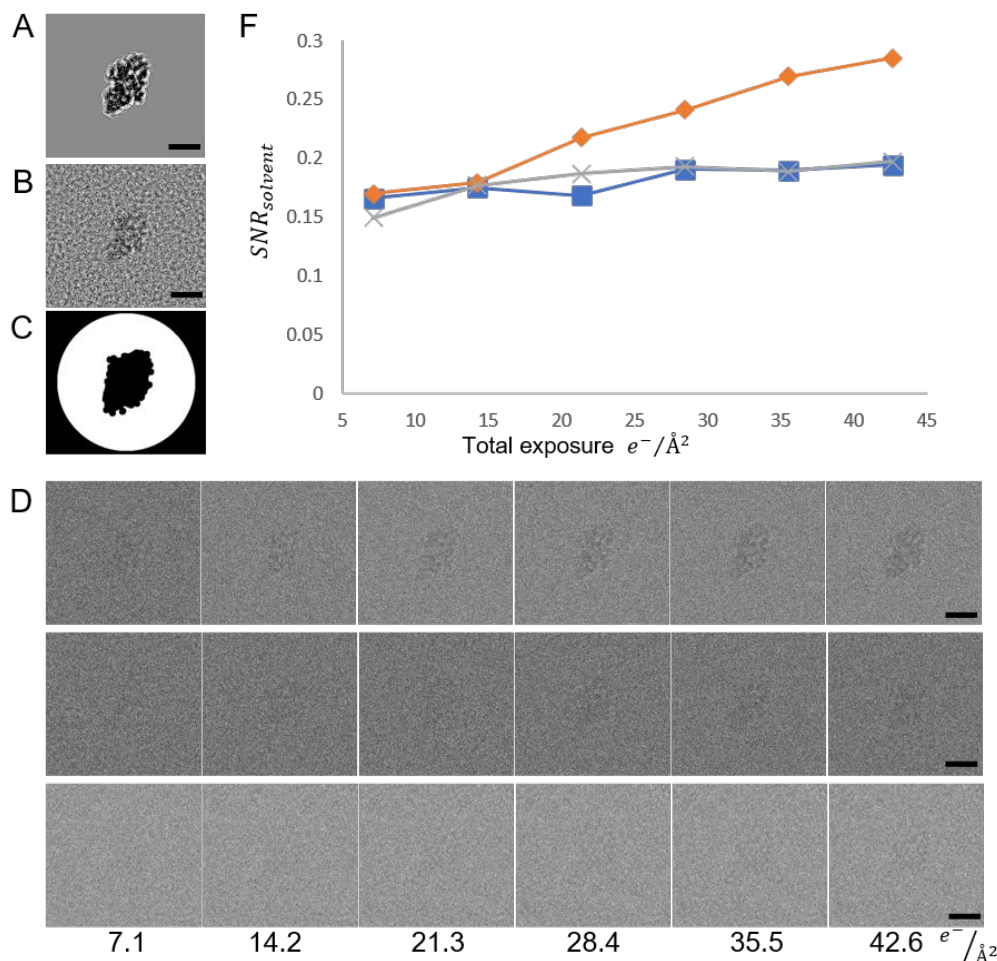 A
B
C
F
0.3
0.25
0.2
0.15
0.1
0.05
0
SNR_solvent
5 10 15 20 25 30 35 40 45
Total exposure e⁻/Å²
D
7.1 14.2 21.3 28.4 35.5 42.6 e⁻/Å²